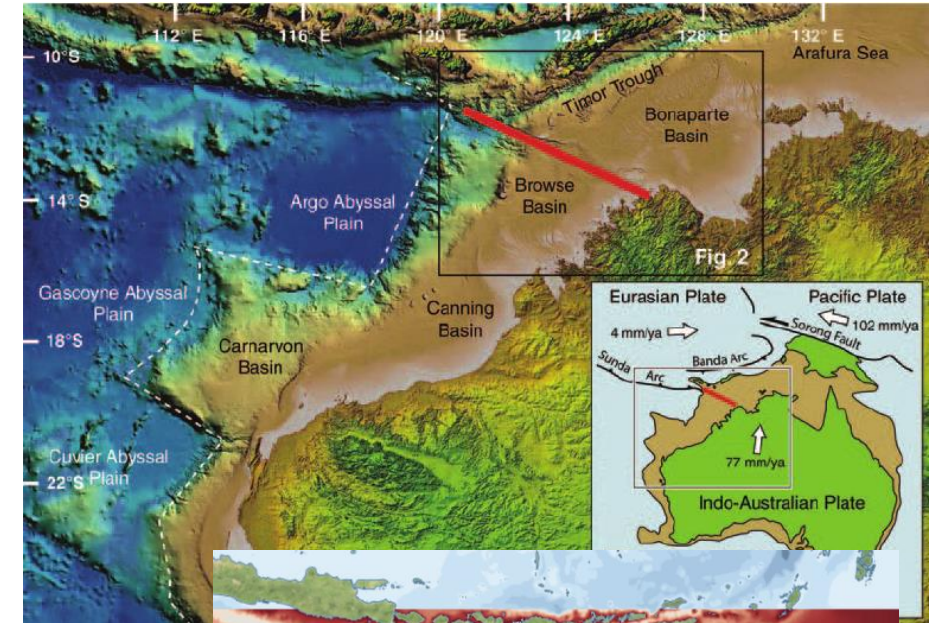 112° E
116° E
120° E
124° E
128° E
132° E
10°S
Arafura Sea
Timor Trough
Bonaparte
Basin
14° S
Argo Abyssal
Plain
Browse
Basin
Fig. 2
Gascoyne Abyssal
Plain
Canning
Basin
18°S
Carnarvon
Basin
Cuvier Abyssal
Plain
22°S
Eurasian Plate
Pacific Plate
4 mm/ya
102 mm/ya
Sorong Fault
Sunda
Arc
Banda Arc
77 mm/ya
Indo-Australian Plate